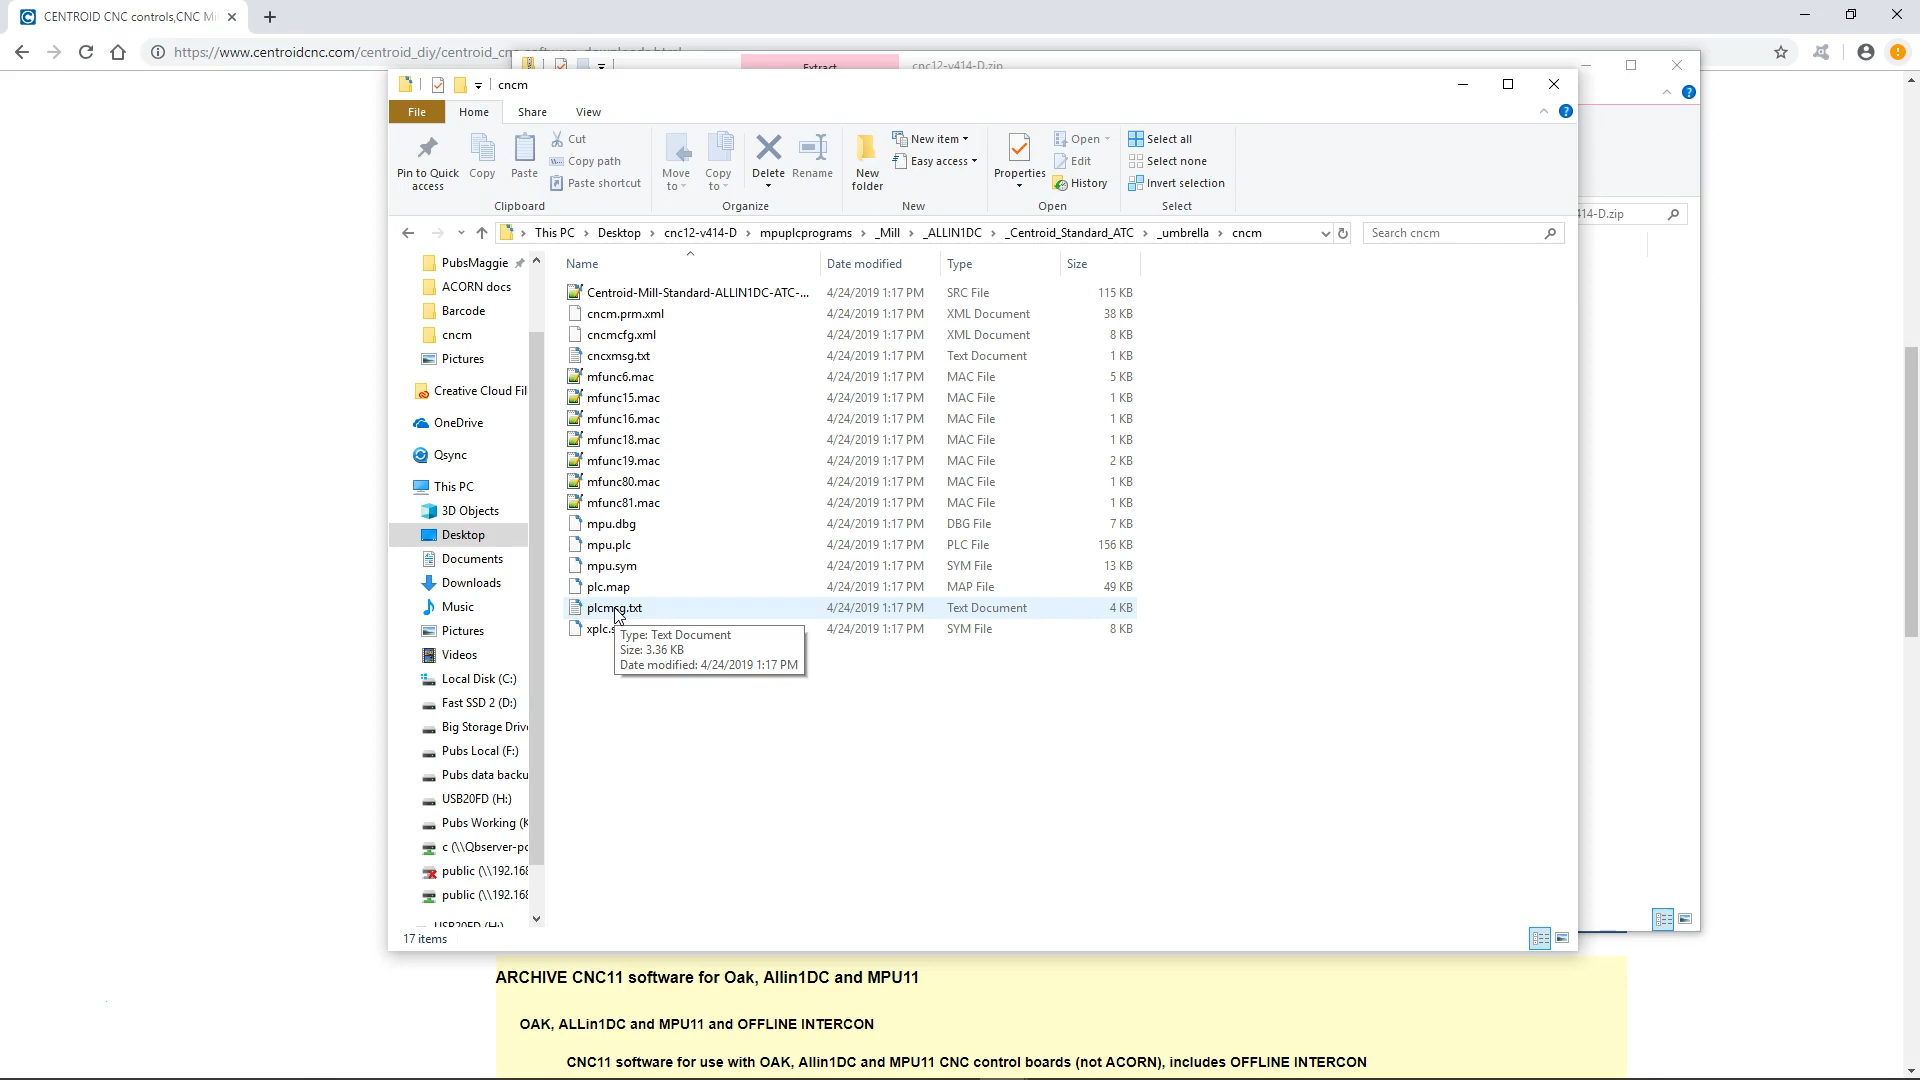 CENTROID CNC controls,CNC Mi
https://www.centroidcnc.com/centroid_diy/centroid_cnc_software_downloads.html
Extract
cnc12-v414-D.zip
cncm
File Home Share View
Pin to Quick access
Copy
Paste
Cut
Copy path
Paste shortcut
Move to
Copy to
Delete
Rename
New folder
New item
Easy access
Properties
Open
Edit
History
Select all
Select none
Invert selection
Clipboard Organize New Open Select
414-D.zip
This PC Desktop cnc12-v414-D mpuplcprograms _Mill _ALLIN1DC _Centroid_Standard_ATC _umbrella cncm
Search cncm
PubsMaggie
ACORN docs
Barcode
cncm
Pictures
Creative Cloud Fil
OneDrive
Qsync
This PC
3D Objects
Desktop
Documents
Downloads
Music
Pictures
Videos
Local Disk (C:)
Fast SSD 2 (D:)
Big Storage Driv
Pubs Local (F:)
Pubs data backu
USB20FD (H:)
Pubs Working (K
c (\\Qbserver-pc
public (\\192.168
public (\\192.168
USB20FD (H:)
Name Date modified Type Size
Centroid-Mill-Standard-ALLIN1DC-ATC-... 4/24/2019 1:17 PM SRC File 115 KB
cncm.prm.xml 4/24/2019 1:17 PM XML Document 38 KB
cncmcfg.xml 4/24/2019 1:17 PM XML Document 8 KB
cncxmsg.txt 4/24/2019 1:17 PM Text Document 1 KB
mfunc6.mac 4/24/2019 1:17 PM MAC File 5 KB
mfunc15.mac 4/24/2019 1:17 PM MAC File 1 KB
mfunc16.mac 4/24/2019 1:17 PM MAC File 1 KB
mfunc18.mac 4/24/2019 1:17 PM MAC File 1 KB
mfunc19.mac 4/24/2019 1:17 PM MAC File 2 KB
mfunc80.mac 4/24/2019 1:17 PM MAC File 1 KB
mfunc81.mac 4/24/2019 1:17 PM MAC File 1 KB
mpu.dbg 4/24/2019 1:17 PM DBG File 7 KB
mpu.plc 4/24/2019 1:17 PM PLC File 156 KB
mpu.sym 4/24/2019 1:17 PM SYM File 13 KB
plc.map 4/24/2019 1:17 PM MAP File 49 KB
plcmsg.txt 4/24/2019 1:17 PM Text Document 4 KB
xplc.s 4/24/2019 1:17 PM SYM File 8 KB
Type: Text Document
Size: 3.36 KB
Date modified: 4/24/2019 1:17 PM
17 items
ARCHIVE CNC11 software for Oak, Allin1DC and MPU11
OAK, ALLin1DC and MPU11 and OFFLINE INTERCON
CNC11 software for use with OAK, Allin1DC and MPU11 CNC control boards (not ACORN), includes OFFLINE INTERCON